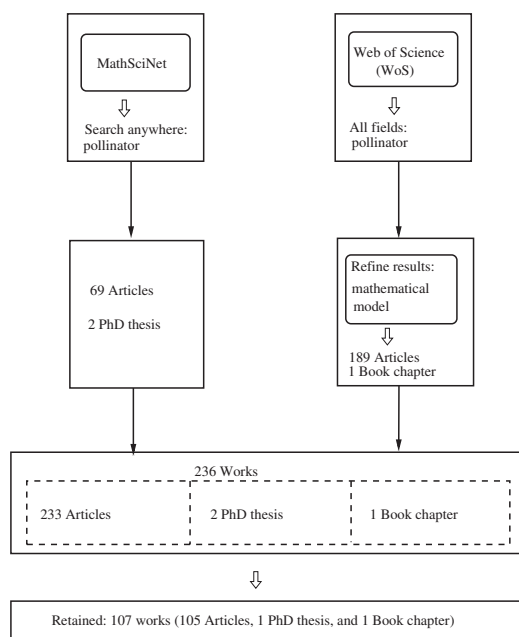 MathSciNet
Search anywhere:
pollinator
Web of Science
(WoS)
All fields:
pollinator
69 Articles
2 PhD thesis
Refine results:
mathematical
model
189 Articles
1 Book chapter
236 Works
233 Articles
2 PhD thesis
1 Book chapter
Retained: 107 works (105 Articles, 1 PhD thesis, and 1 Book chapter)